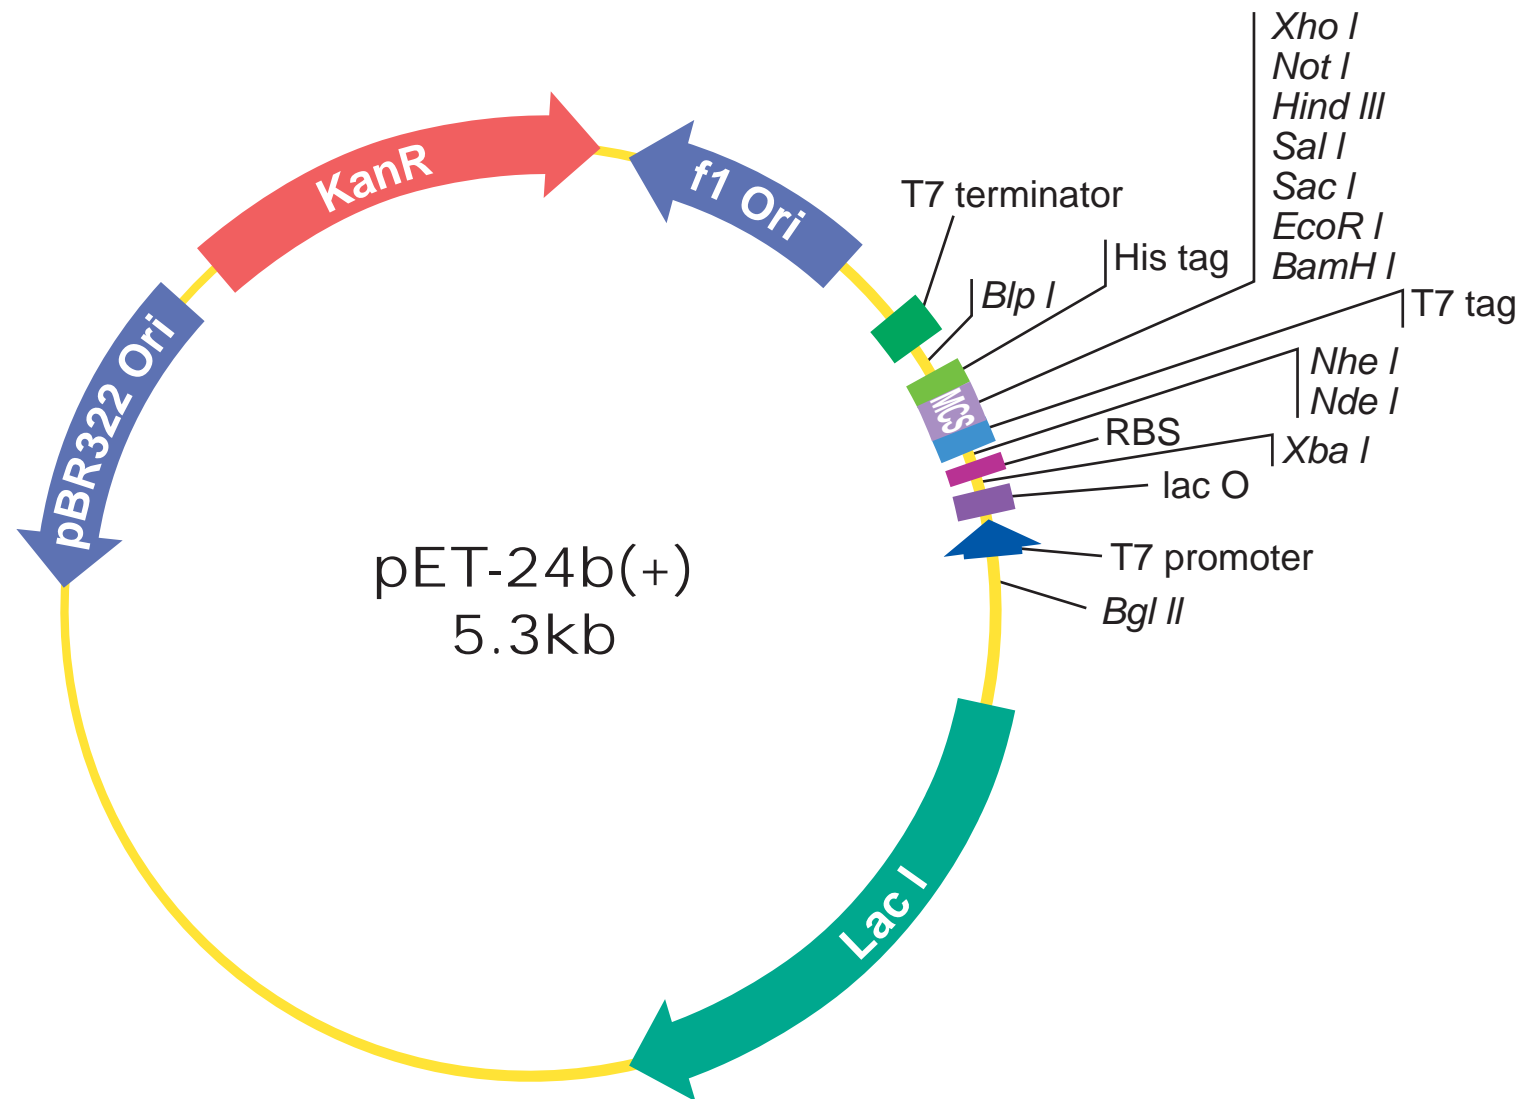 Xho I
Not I
Hind III
Sal I
Sac I
EcoR I
BamH I
KanR
f1 Ori
T7 terminator
His tag
Blp I
T7 tag
Nhe I
Nde I
MCS
RBS
Xba I
lac O
pBR322 Ori
T7 promoter
Bgl II
pET-24b(+)
5.3kb
Lac I